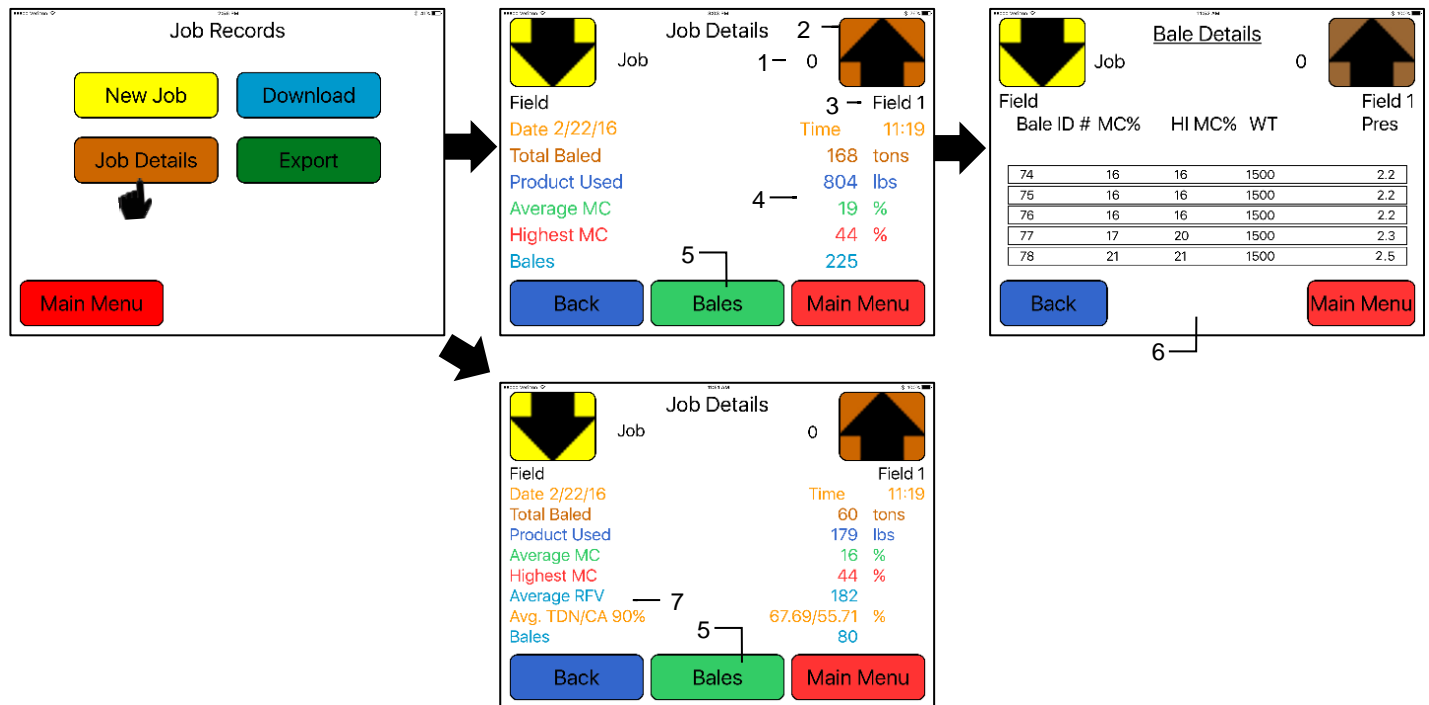 Job Records
New Job Download
Job Details Export
Main Menu
Job Details 2
Job 1 0
Field 3 Field 1
Date 2/22/16 Time 11:19
Total Baled 168 tons
Product Used 804 lbs
Average MC 4 19 %
Highest MC 44 %
Bales 225
5
Back Bales Main Menu
Bale Details
Job 0
Field Field 1
Bale ID # MC% HI MC% WT Pres
74 16 16 1500 2.2
75 16 16 1500 2.2
76 16 16 1500 2.2
77 17 20 1500 2.3
78 21 21 1500 2.5
Back Main Menu
6
Job Details
Job 0
Field Field 1
Date 2/22/16 Time 11:19
Total Baled 60 tons
Product Used 179 lbs
Average MC 16 %
Highest MC 44 %
Average RFV 7 182
Avg. TDN/CA 90% 67.69/55.71 %
Bales 5 80
Back Bales Main Menu